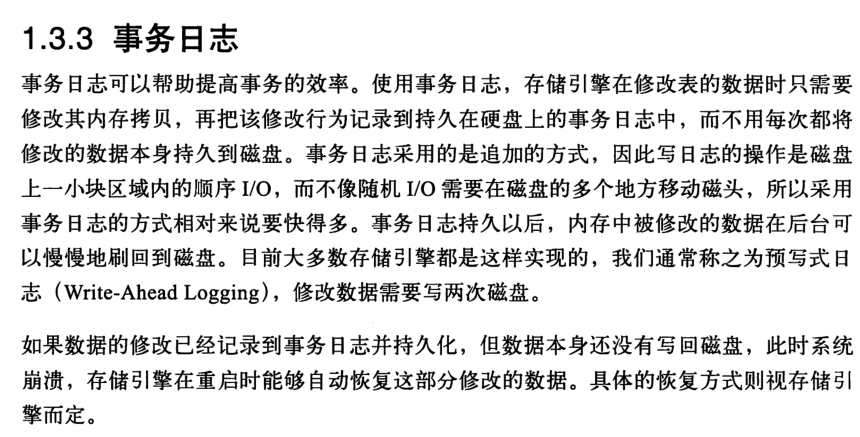 1.3.3 事务日志
事务日志可以帮助提高事务的效率。使用事务日志，存储引擎在修改表的数据时只需要
修改其内存拷贝，再把该修改行为记录到持久在硬盘上的事务日志中，而不用每次都将
修改的数据本身持久到磁盘。事务日志采用的是追加的方式，因此写日志的操作是磁盘
上一小块区域内的顺序 I/O，而不像随机 I/O 需要在磁盘的多个地方移动磁头，所以采用
事务日志的方式相对来说要快得多。事务日志持久以后，内存中被修改的数据在后台可
以慢慢地刷回到磁盘。目前大多数存储引擎都是这样实现的，我们通常称之为预写式日
志（Write-Ahead Logging），修改数据需要写两次磁盘。
如果数据的修改已经记录到事务日志并持久化，但数据本身还没有写回磁盘，此时系统
崩溃，存储引擎在重启时能够自动恢复这部分修改的数据。具体的恢复方式则视存储引
擎而定。